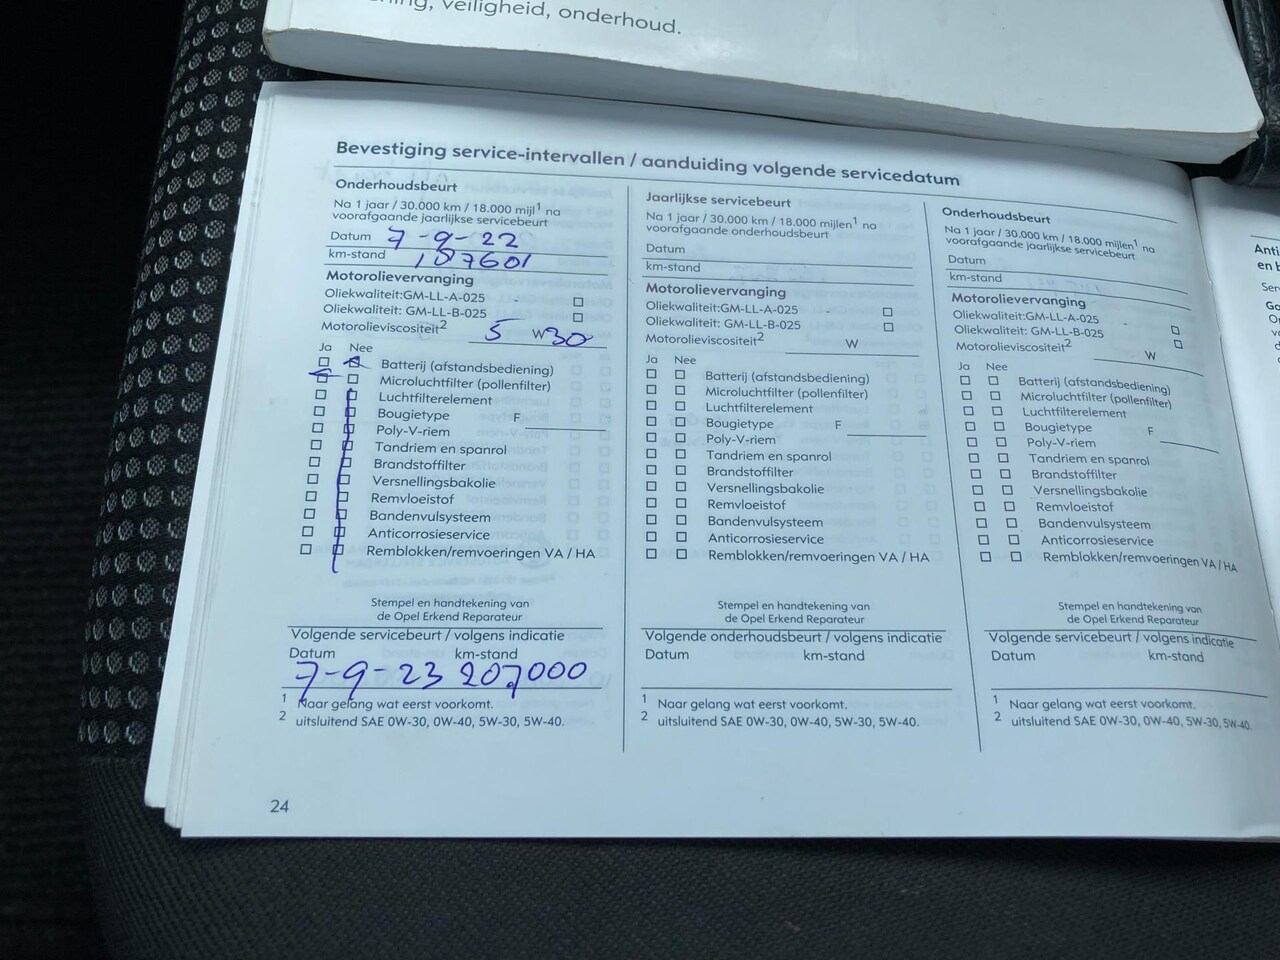 veiligheid, onderhoud.
Bevestiging service-intervallen / aanduiding volgende servicedatum
Onderhoudsbeurt
Na 1 jaar / 30.000 km / 18.000 mijl¹ na
voorafgaande jaarlijkse servicebeurt
Datum 7-9-22
km-stand 187601
Motorolievervanging
Oliekwaliteit:GM-LL-A-025 - □
Oliekwaliteit: GM-LL-B-025 □
Motorolieviscositeit² 5 W30
Ja Nee
□ □ Batterij (afstandsbediening)
□ □ Microluchtfilter (pollenfilter)
□ □ Luchtfilterelement
□ □ Bougietype F
□ □ Poly-V-riem
□ □ Tandriem en spanrol
□ □ Brandstoffilter
□ □ Versnellingsbakolie
□ □ Remvloeistof
□ □ Bandenvulsysteem
□ □ Anticorrosieservice
□ □ Remblokken/remvoeringen VA / HA
Stempel en handtekening van
de Opel Erkend Reparateur
Volgende servicebeurt / volgens indicatie
Datum km-stand
7-9-23 207,000
¹ Naar gelang wat eerst voorkomt.
² uitsluitend SAE 0W-30, 0W-40, 5W-30, 5W-40.
24
Jaarlijkse servicebeurt
Na 1 jaar / 30.000 km / 18.000 mijlen¹ na
voorafgaande onderhoudsbeurt
Datum
km-stand
Motorolievervanging
Oliekwaliteit:GM-LL-A-025 - □
Oliekwaliteit: GM-LL-B-025 □
Motorolieviscositeit² W
Ja Nee
□ □ Batterij (afstandsbediening)
□ □ Microluchtfilter (pollenfilter)
□ □ Luchtfilterelement
□ □ Bougietype F
□ □ Poly-V-riem
□ □ Tandriem en spanrol
□ □ Brandstoffilter
□ □ Versnellingsbakolie
□ □ Remvloeistof
□ □ Bandenvulsysteem
□ □ Anticorrosieservice
□ □ Remblokken/remvoeringen VA / HA
Stempel en handtekening van
de Opel Erkend Reparateur
Volgende onderhoudsbeurt / volgens indicatie
Datum km-stand
¹ Naar gelang wat eerst voorkomt.
² uitsluitend SAE 0W-30, 0W-40, 5W-30, 5W-40.
Onderhoudsbeurt
Na 1 jaar / 30.000 km / 18.000 mijlen¹ na
voorafgaande jaarlijkse servicebeurt
Datum
km-stand
Motorolievervanging
Oliekwaliteit:GM-LL-A-025 - □
Oliekwaliteit: GM-LL-B-025 □
Motorolieviscositeit² W
Ja Nee
□ □ Batterij (afstandsbediening)
□ □ Microluchtfilter (pollenfilter)
□ □ Luchtfilterelement
□ □ Bougietype F
□ □ Poly-V-riem
□ □ Tandriem en spanrol
□ □ Brandstoffilter
□ □ Versnellingsbakolie
□ □ Remvloeistof
□ □ Bandenvulsysteem
□ □ Anticorrosieservice
□ □ Remblokken/remvoeringen VA / HA
Stempel en handtekening van
de Opel Erkend Reparateur
Volgende servicebeurt / volgens indicatie
Datum km-stand
¹ Naar gelang wat eerst voorkomt.
² uitsluitend SAE 0W-30, 0W-40, 5W-30, 5W-40.
Anti
en b